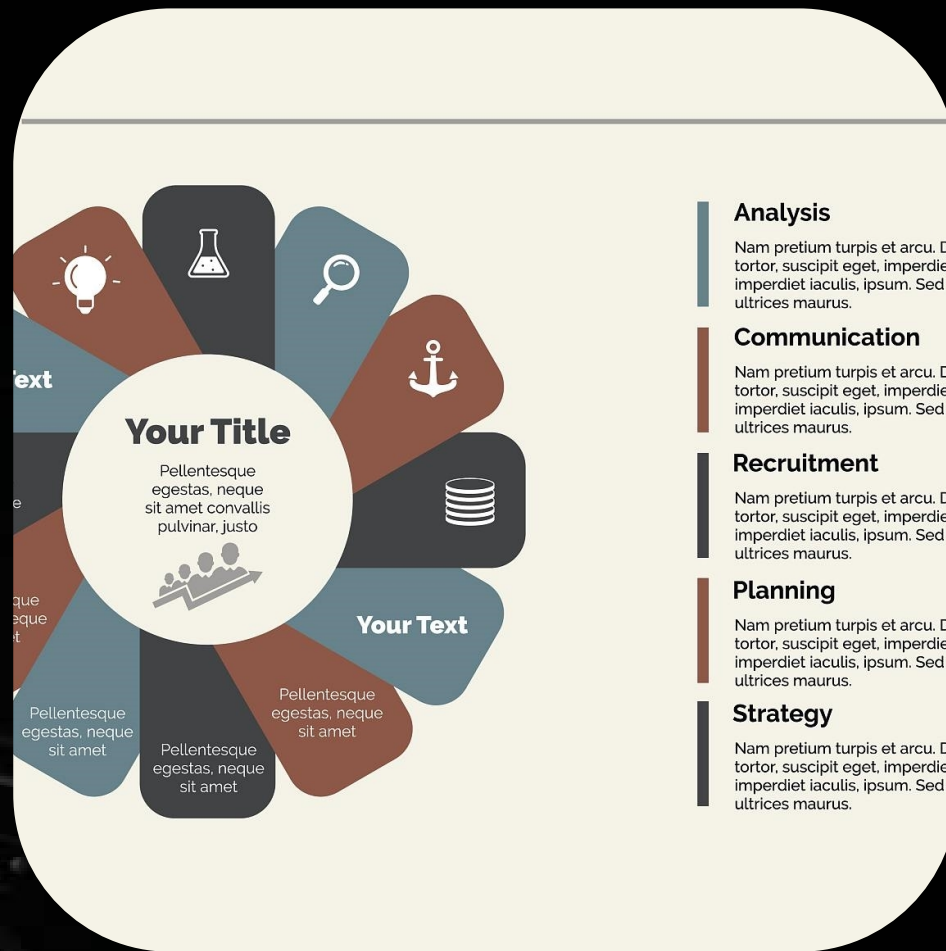 Your Title
Pellentesque
egestas, neque
sit amet convallis
pulvinar, justo
Your Text
Pellentesque
egestas, neque
sit amet
Pellentesque
egestas, neque
sit amet
Pellentesque
egestas, neque
sit amet
Analysis
Nam pretium turpis et arcu.
tortor, suscipit eget,
imperdiet iaculis, ipsum. Sed
ultrices maurus.
Communication
Nam pretium turpis et arcu.
tortor, suscipit eget,
imperdiet iaculis, ipsum. Sed
ultrices maurus.
Recruitment
Nam pretium turpis et arcu.
tortor, suscipit eget,
imperdiet iaculis, ipsum. Sed
ultrices maurus.
Planning
Nam pretium turpis et arcu.
tortor, suscipit eget,
imperdiet iaculis, ipsum. Sed
ultrices maurus.
Strategy
Nam pretium turpis et arcu.
tortor, suscipit eget,
imperdiet iaculis, ipsum. Sed
ultrices maurus.